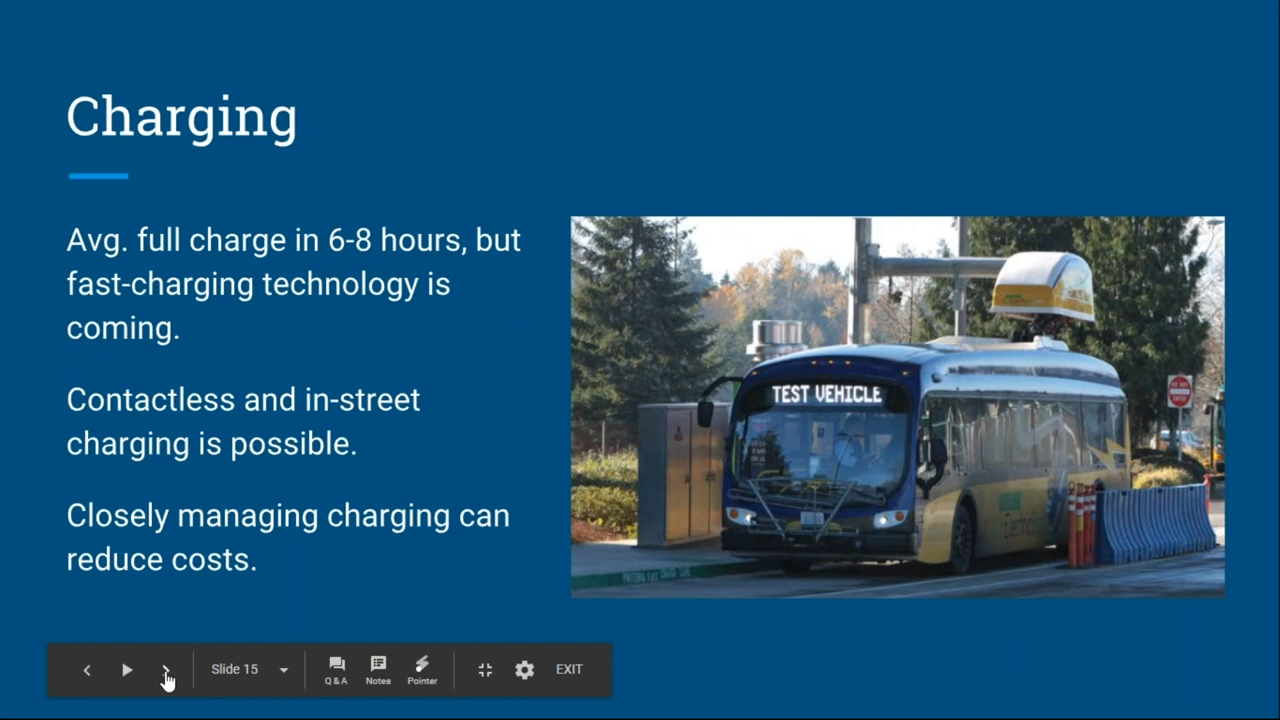 Charging
Avg. full charge in 6-8 hours, but
fast-charging technology is
coming.
Contactless and in-street
charging is possible.
Closely managing charging can
reduce costs.
TEST VEHICLE
Slide 15
Q & A
Notes
Pointer
EXIT